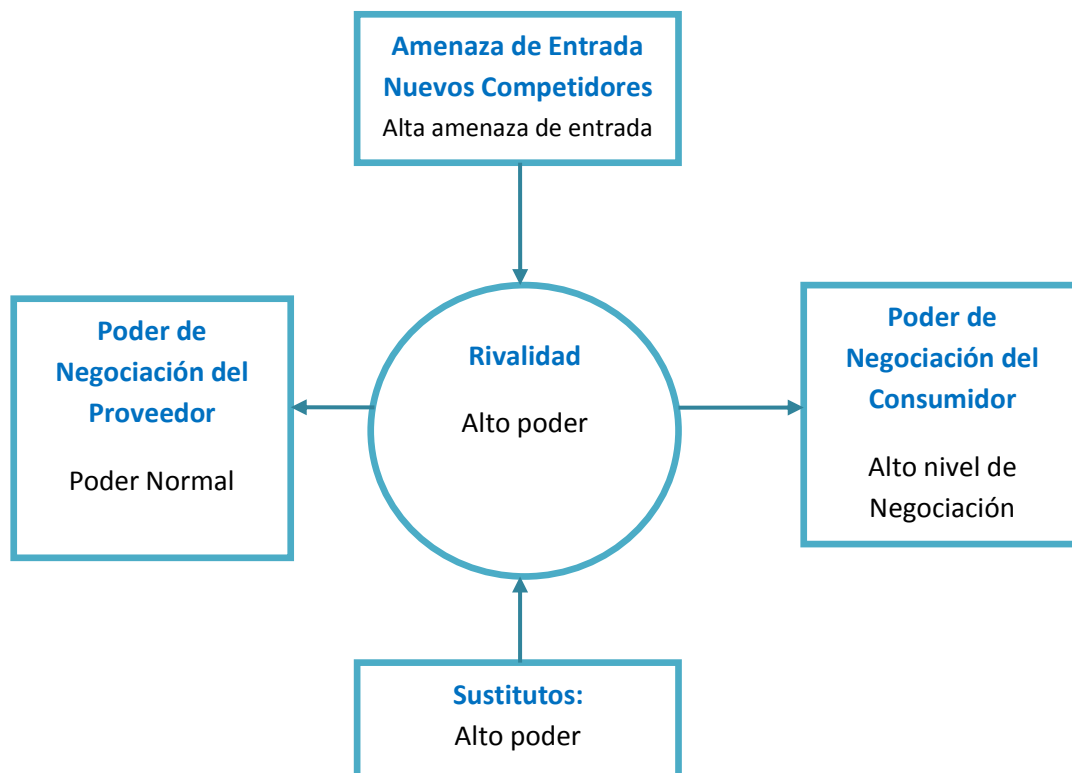 Amenaza de Entrada
Nuevos Competidores
Alta amenaza de entrada
Poder de
Negociación del
Proveedor
Poder Normal
Rivalidad
Alto poder
Poder de
Negociación del
Consumidor
Alto nivel de
Negociación
Sustitutos:
Alto poder